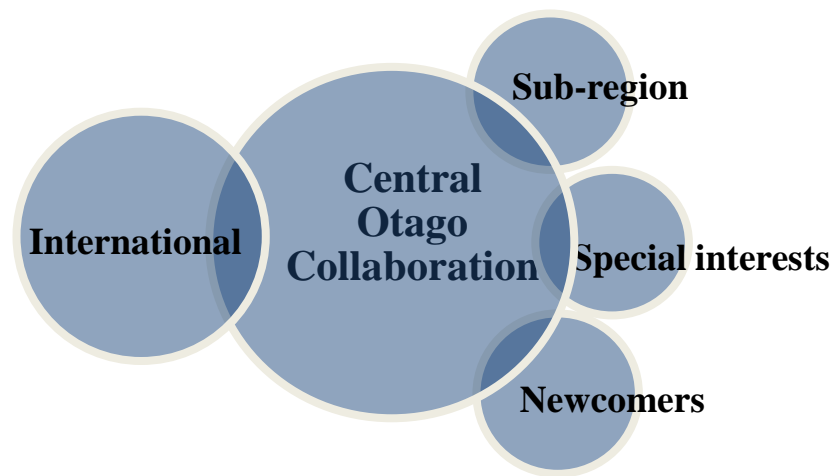 Sub-region
Central
Otago
Collaboration
International
Special interests
Newcomers